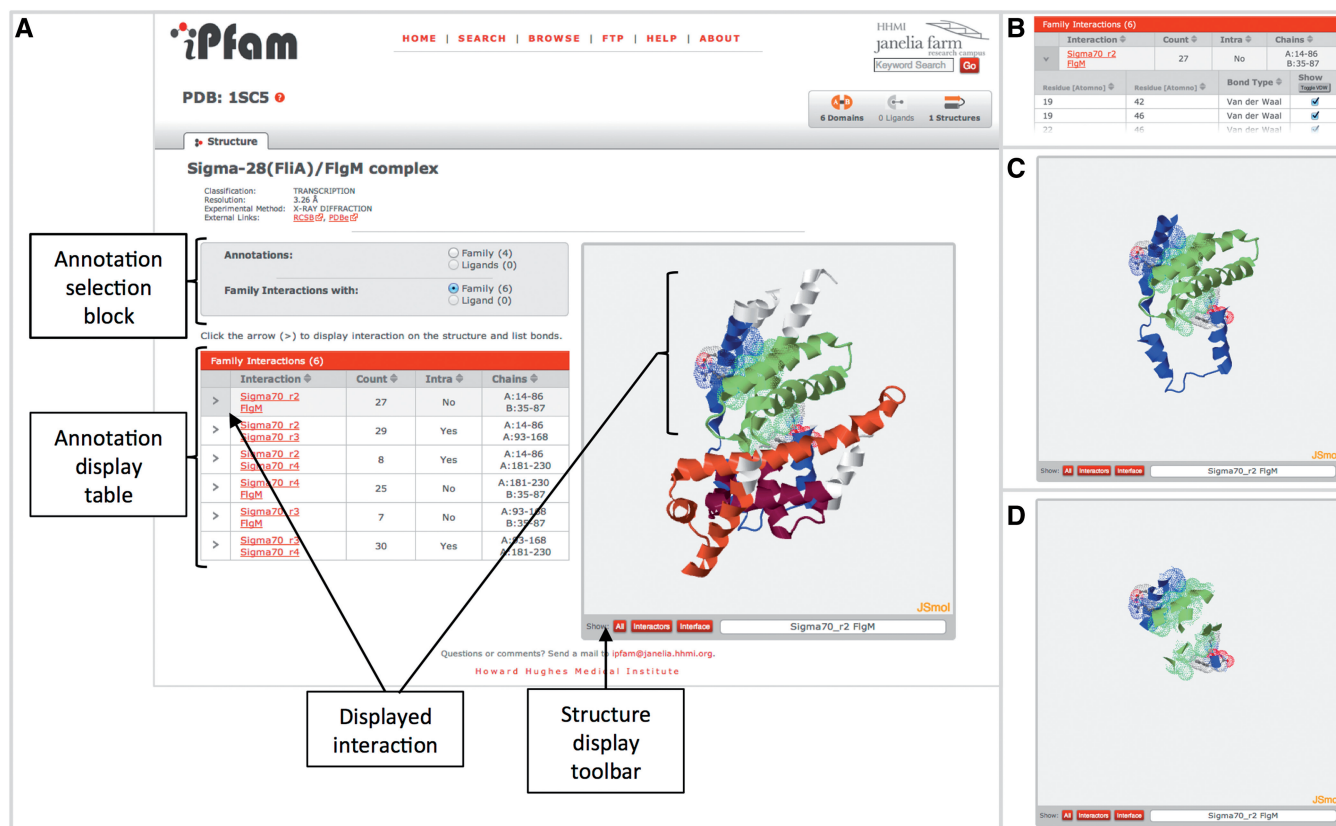 A
iPfam
HOME | SEARCH | BROWSE | FTP | HELP | ABOUT
HHMI
janelia farm
research campus
Keyword Search Go
PDB: 1SC5 ?
A B
6 Domains 0 Ligands 1 Structures
Structure
Sigma-28(FliA)/FlgM complex
Classification: TRANSCRIPTION
Resolution: 3.26 Å
Experimental Method: X-RAY DIFFRACTION
External Links: RCSB, PDBe
Annotation
selection
block
Annotations: Family (4)
Ligands (0)
Family Interactions with: Family (6)
Ligand (0)
Click the arrow (>) to display interaction on the structure and list bonds.
Annotation
display
table
Family Interactions (6)
Interaction Count Intra Chains
> Sigma70_r2 27 No A:14-86
FlgM B:35-87
> Sigma70_r2 29 Yes A:14-86
Sigma70_r3 A:93-168
> Sigma70_r2 8 Yes A:14-86
Sigma70_r4 A:181-230
> Sigma70_r4 25 No A:181-230
FlgM B:35-87
> Sigma70_r3 7 No A:93-168
FlgM B:35-87
> Sigma70_r3 30 Yes A:93-168
Sigma70_r4 A:181-230
JSmol
Show: All Interactors Interface Sigma70_r2 FlgM
Questions or comments? Send a mail to ipfam@janelia.hhmi.org.
Howard Hughes Medical Institute
Displayed
interaction
Structure
display
toolbar
B
Family Interactions (6)
Interaction Count Intra Chains
Sigma70_r2 27 No A:14-86
FlgM B:35-87
Residue [Atomno] Residue [Atomno] Bond Type Show
Toggle VDW
19 42 Van der Waal
19 46 Van der Waal
22 46 Van der Waal
C
JSmol
Show: All Interactors Interface Sigma70_r2 FlgM
D
JSmol
Show: All Interactors Interface Sigma70_r2 FlgM